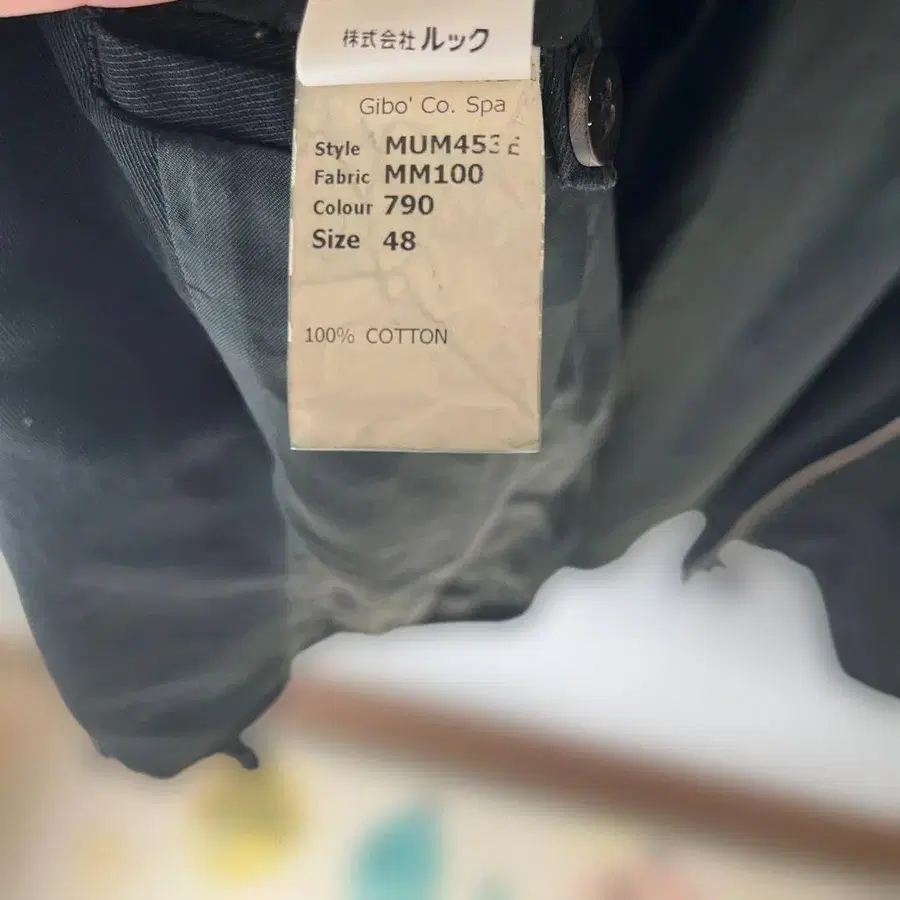 株式会社ルック
Gibo' Co. Spa
Style MUM453E
Fabric MM100
Colour 790
Size 48
100% COTTON